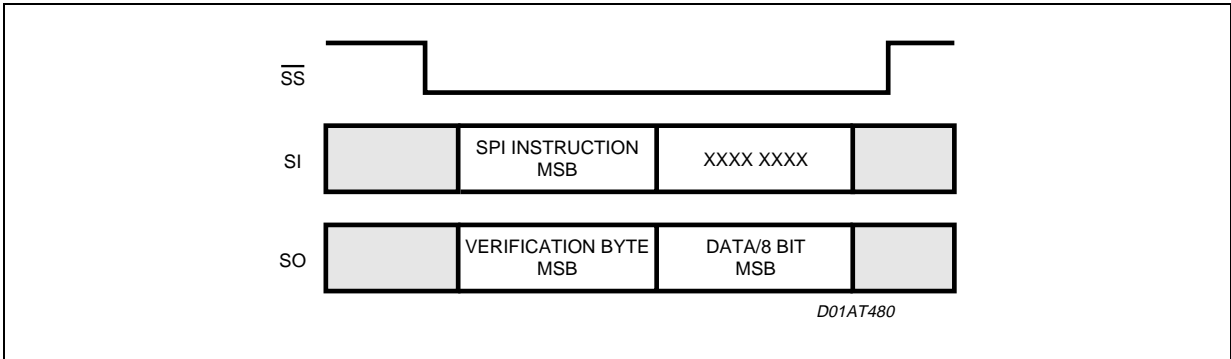 SS
SI
SPI INSTRUCTION
MSB
XXXX XXXX
SO
VERIFICATION BYTE
MSB
DATA/8 BIT
MSB
D01AT480